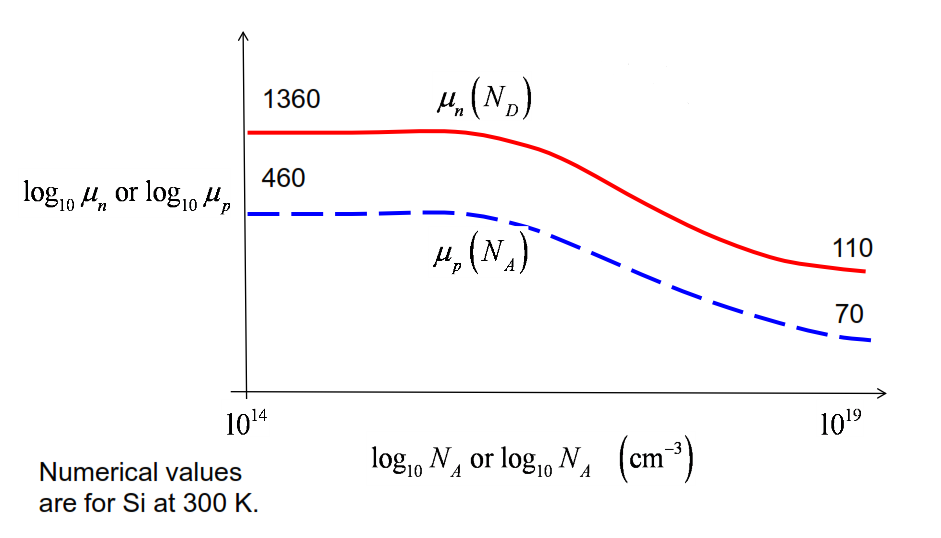 1360
μn(ND)
460
log10 μn or log10 μp
μp(NA)
110
70
10^14
10^19
log10 NA or log10 NA (cm^-3)
Numerical values
are for Si at 300 K.